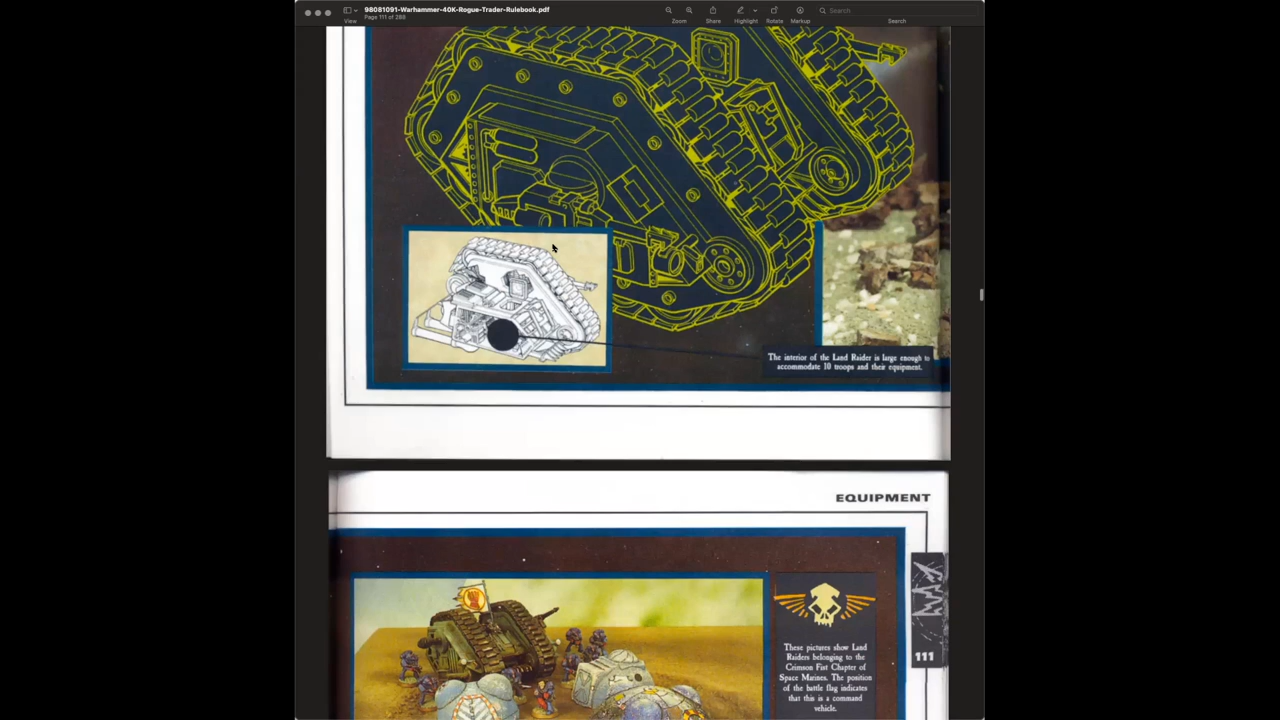 98081091-Warhammer-40K-Rogue-Trader-Rulebook.pdf
Page 111 of 288
View
Zoom
Share
Highlight
Rotate
Markup
Search
Search
The interior of the Land Raider is large enough to
accommodate 10 troops and their equipment.
EQUIPMENT
These pictures show Land
Raiders belonging to the
Crimson Fist Chapter of
Space Marines. The position
of the battle flag indicates
that this is a command
vehicle.
111